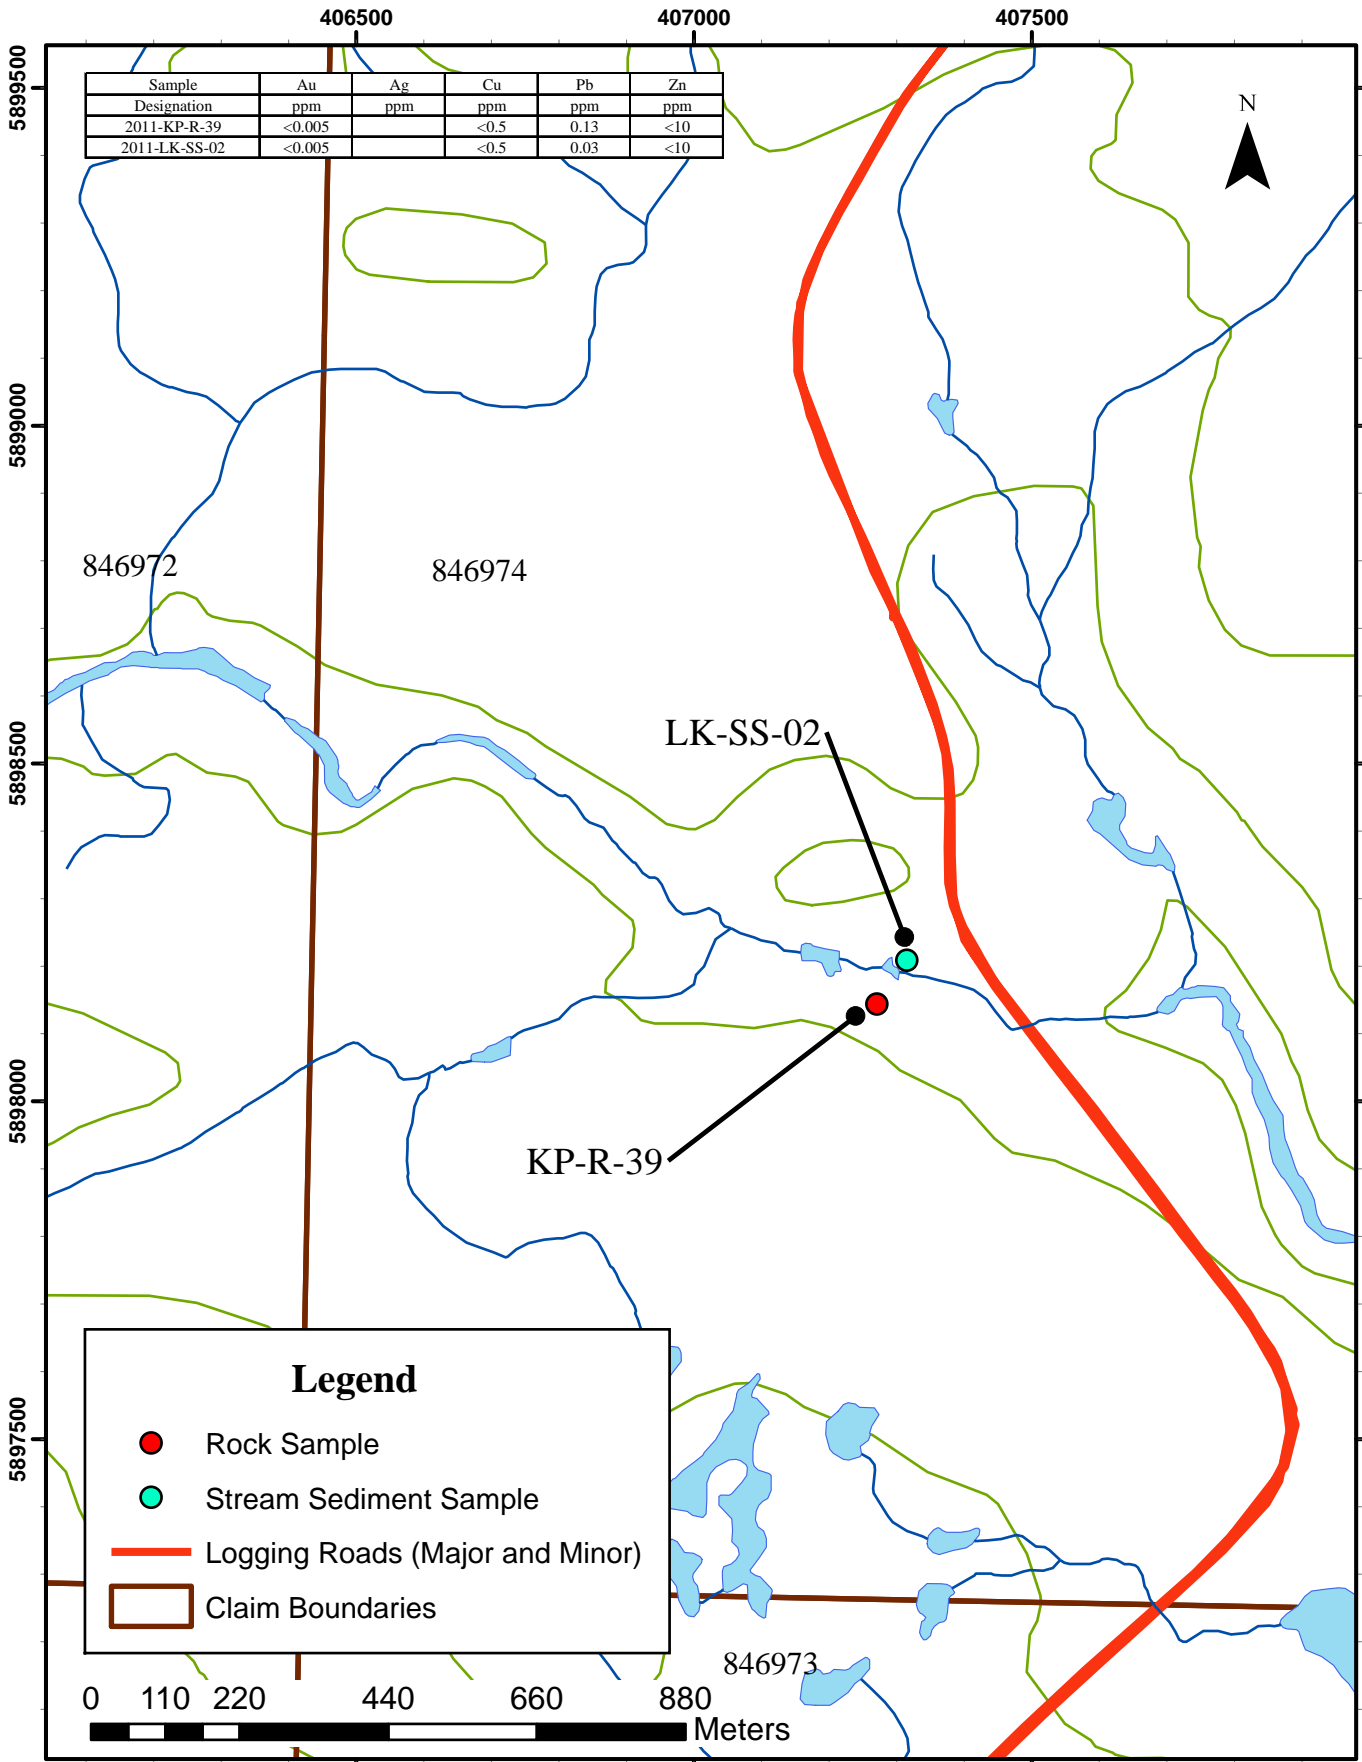 406500 407000 407500
5899500
Sample Au Ag Cu Pb Zn
Designation ppm ppm ppm ppm ppm
2011-KP-R-39 <0.005 <0.5 0.13 <10
2011-LK-SS-02 <0.005 <0.5 0.03 <10
N
5899000
846972
846974
5898500
LK-SS-02
5898000
KP-R-39
5897500
Legend
Rock Sample
Stream Sediment Sample
Logging Roads (Major and Minor)
Claim Boundaries
846973
0 110 220 440 660 880
Meters